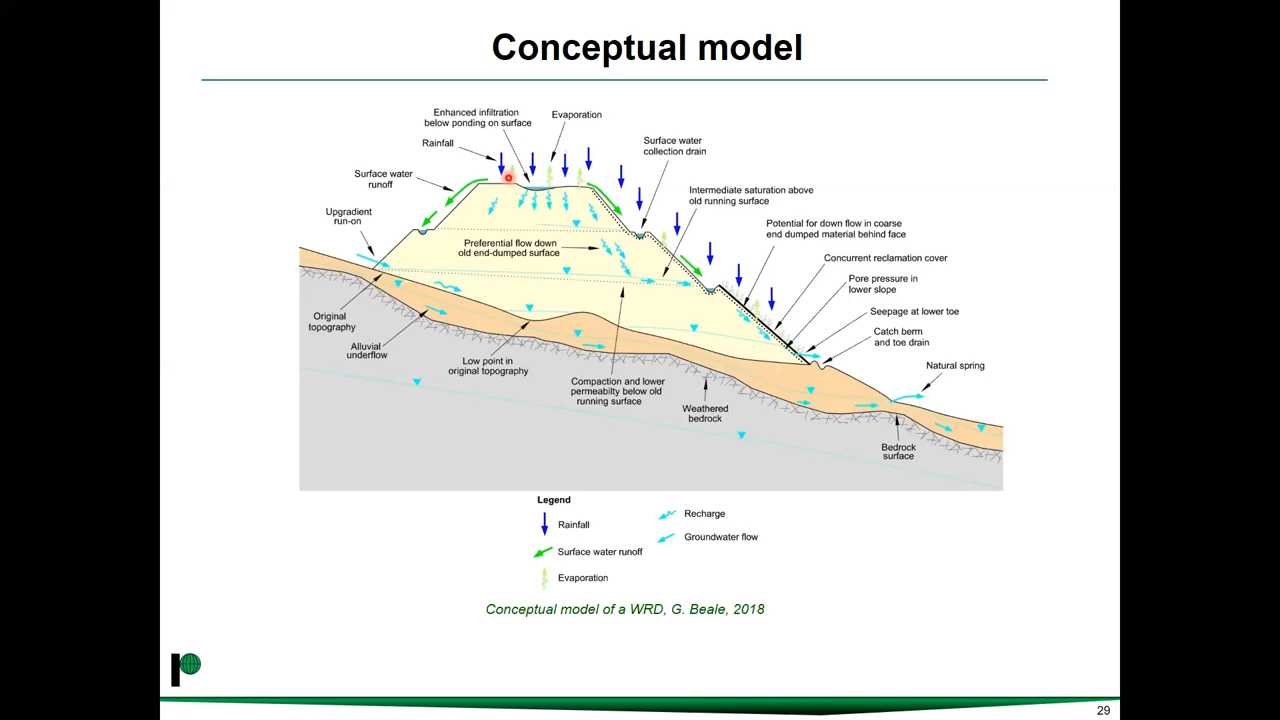 Conceptual model
Enhanced infiltration
below ponding on surface
Evaporation
Rainfall
Surface water
collection drain
Surface water
runoff
Intermediate saturation above
old running surface
Upgradient
run-on
Potential for down flow in coarse
end dumped material behind face
Preferential flow down
old end-dumped surface
Concurrent reclamation cover
Pore pressure in
lower slope
Original
topography
Seepage at lower toe
Catch berm
and toe drain
Alluvial
underflow
Low point in
original topography
Natural spring
Compaction and lower
permeabilty below old
running surface
Weathered
bedrock
Bedrock
surface
Legend
Rainfall
Surface water runoff
Evaporation
Recharge
Groundwater flow
Conceptual model of a WRD, G. Beale, 2018
r
29